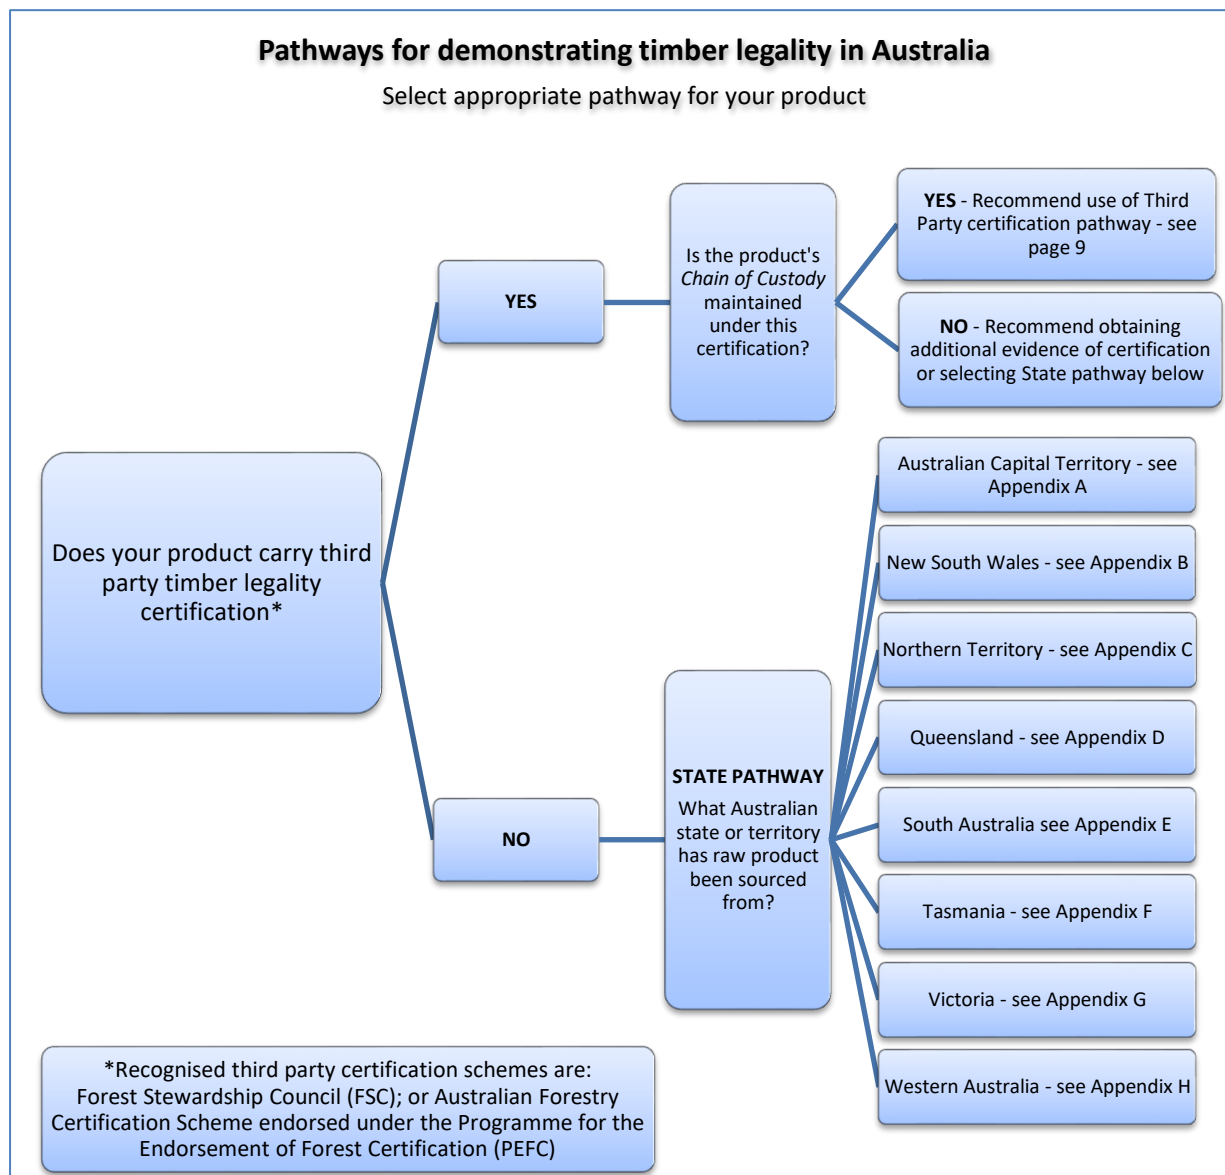 Pathways for demonstrating timber legality in Australia
Select appropriate pathway for your product
Does your product carry third
party timber legality
certification*
YES
Is the product's
Chain of Custody
maintained
under this
certification?
YES - Recommend use of Third
Party certification pathway - see
page 9
NO - Recommend obtaining
additional evidence of certification
or selecting State pathway below
NO
STATE PATHWAY
What Australian
state or territory
has raw product
been sourced
from?
Australian Capital Territory - see
Appendix A
New South Wales - see Appendix B
Northern Territory - see Appendix C
Queensland - see Appendix D
South Australia see Appendix E
Tasmania - see Appendix F
Victoria - see Appendix G
Western Australia - see Appendix H
*Recognised third party certification schemes are:
Forest Stewardship Council (FSC); or Australian Forestry
Certification Scheme endorsed under the Programme for the
Endorsement of Forest Certification (PEFC)